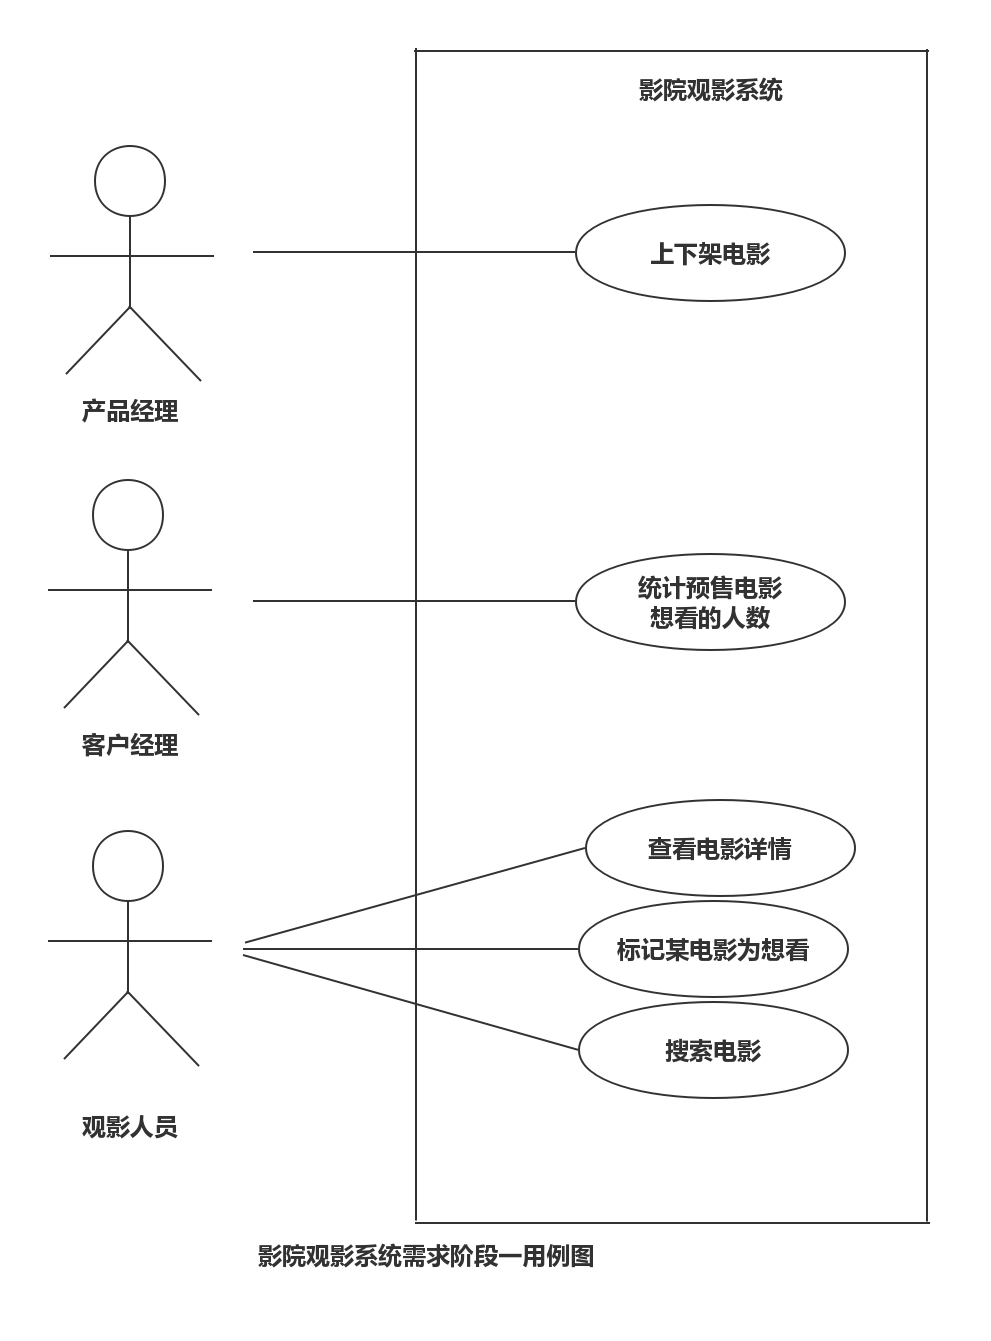 影院观影系统
上下架电影
产品经理
统计预售电影
想看的人数
客户经理
查看电影详情
标记某电影为想看
搜索电影
观影人员
影院观影系统需求阶段一用例图